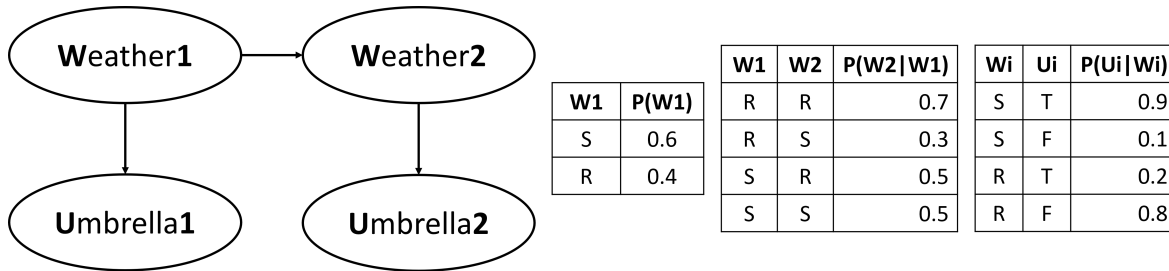 Weather1 Weather2
Umbrella1 Umbrella2
W1 P(W1)
S 0.6
R 0.4
W1 W2 P(W2|W1)
R R 0.7
R S 0.3
S R 0.5
S S 0.5
Wi Ui P(Ui|Wi)
S T 0.9
S F 0.1
R T 0.2
R F 0.8